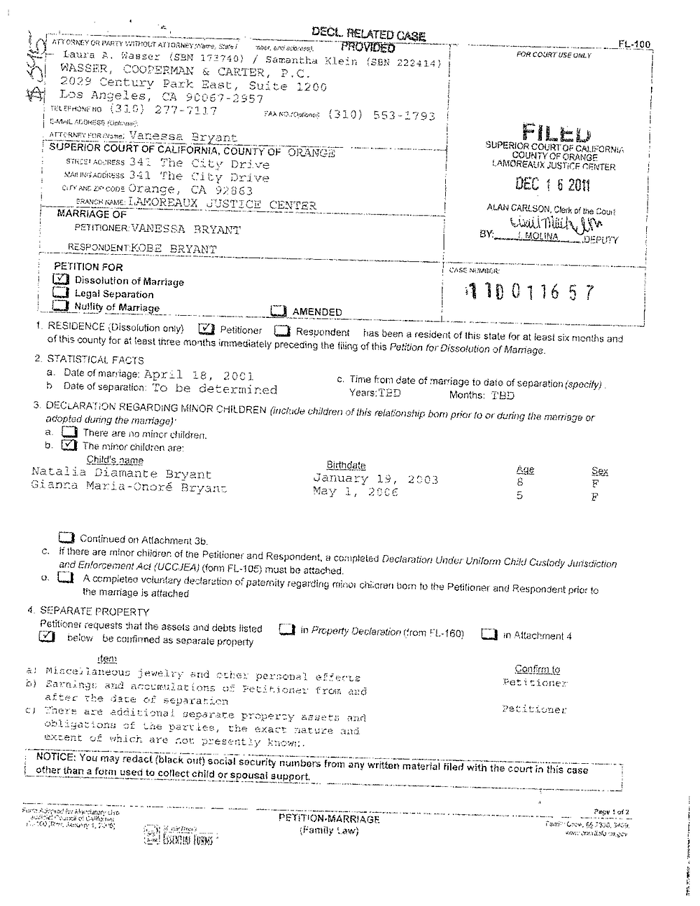 DECL. RELATED CASE
PROVIDED
FL-100
ATTORNEY OR PARTY WITHOUT ATTORNEY (Name, State number, and address).
FOR COURT USE ONLY
Laura A. Wasser (SBN 173740) / Samantha Klein (SBN 222414)
WASSER, COOPERMAN & CARTER, P.C.
2029 Century Park East, Suite 1200
Los Angeles, CA 90067-2957
TELEPHONE NO. (310) 277-7117 FAX NO. (Optional) (310) 553-1793
E-MAIL ADDRESS (Optional):
ATTORNEY FOR (Name): Vanessa Bryant
SUPERIOR COURT OF CALIFORNIA, COUNTY OF ORANGE
STREET ADDRESS 341 The City Drive
MAILING ADDRESS 341 The City Drive
CITY AND ZIP CODE Orange, CA 92863
BRANCH NAME: LAMOREAUX JUSTICE CENTER
FILED
SUPERIOR COURT OF CALIFORNIA
COUNTY OF ORANGE
LAMOREAUX JUSTICE CENTER
DEC 16 2011
ALAN CARLSON, Clerk of the Court
BY: I. MOLINA ,DEPUTY
MARRIAGE OF
PETITIONER: VANESSA BRYANT
RESPONDENT: KOBE BRYANT
PETITION FOR
Dissolution of Marriage
Legal Separation
Nullity of Marriage
AMENDED
CASE NUMBER:
11D011657
1. RESIDENCE (Dissolution only) Petitioner Respondent has been a resident of this state for at least six months and
of this county for at least three months immediately preceding the filing of this Petition for Dissolution of Marriage.
2. STATISTICAL FACTS
a. Date of marriage: April 18, 2001
b Date of separation: To be determined
c. Time from date of marriage to date of separation (specify).
Years: TBD Months: TBD
3. DECLARATION REGARDING MINOR CHILDREN (include children of this relationship born prior to or during the marriage or
adopted during the marriage):
a. There are no minor children.
b. The minor children are:
Child's name Birthdate Age Sex
Natalia Diamante Bryant January 19, 2003 8 F
Gianna Maria-Onoré Bryant May 1, 2006 5 F
Continued on Attachment 3b.
c. If there are minor children of the Petitioner and Respondent, a completed Declaration Under Uniform Child Custody Jurisdiction
and Enforcement Act (UCCJEA) (form FL-105) must be attached.
d. A completed voluntary declaration of paternity regarding minor children born to the Petitioner and Respondent prior to
the marriage is attached
4. SEPARATE PROPERTY
Petitioner requests that the assets and debts listed in Property Declaration (from FL-160) in Attachment 4
below be confirmed as separate property
Item Confirm to
a) Miscellaneous jewelry and other personal effects Petitioner
b) Earnings and accumulations of Petitioner from and
after the date of separation Petitioner
c) There are additional separate property assets and
obligations of the parties, the exact nature and
extent of which are not presently known.
NOTICE: You may redact (black out) social security numbers from any written material filed with the court in this case
other than a form used to collect child or spousal support.
Page 1 of 2
Form Adopted for Mandatory Use
Judicial Council of California
PETITION-MARRIAGE
(Family Law)
ESSENTIAL FORMS